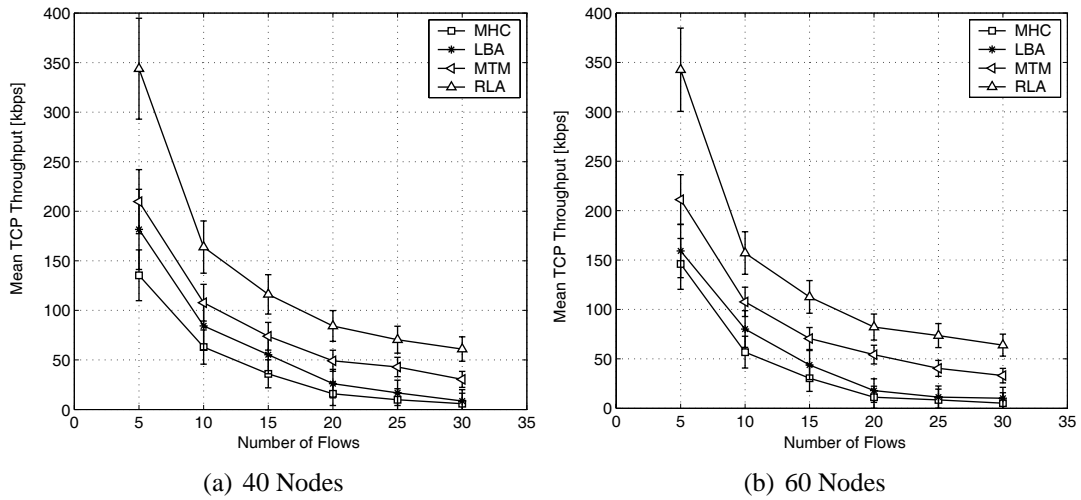 400
350
300
250
200
150
100
50
0
Mean TCP Throughput [kbps]
0 5 10 15 20 25 30 35
Number of Flows
MHC
LBA
MTM
RLA
(a) 40 Nodes
400
350
300
250
200
150
100
50
0
Mean TCP Throughput [kbps]
0 5 10 15 20 25 30 35
Number of Flows
MHC
LBA
MTM
RLA
(b) 60 Nodes